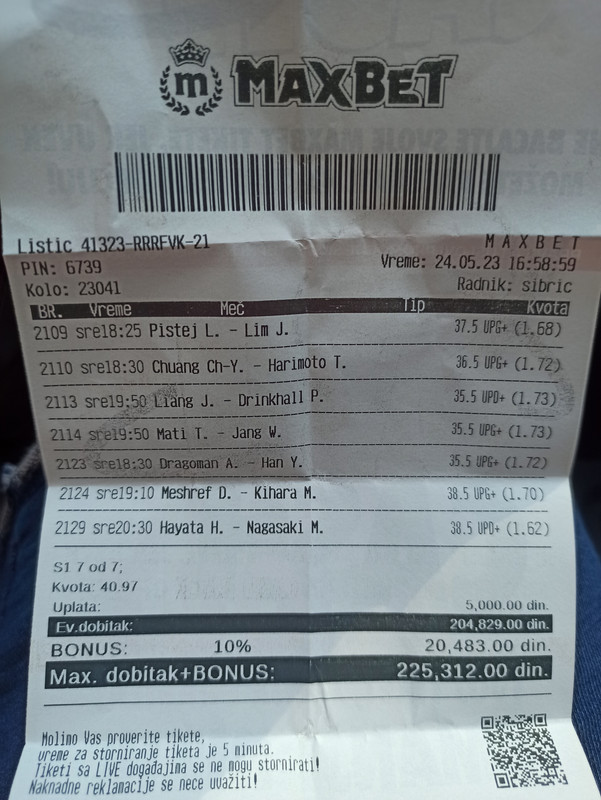 m MAXBET
Listic 41323-RRRFVK-21 MAXBET
PIN: 6739 Vreme: 24.05.23 16:58:59
Kolo: 23041 Radnik: sibric
BR. Vreme Meč Tip Kvota
2109 sre18:25 Pistej L. - Lim J. 37.5 UPG+ (1.68)
2110 sre18:30 Chuang Ch-Y. - Harimoto T. 36.5 UPG+ (1.72)
2113 sre19:50 Liang J. - Drinkhall P. 35.5 UPD+ (1.73)
2114 sre19:50 Mati T. - Jang W. 35.5 UPG+ (1.73)
2123 sre18:30 Dragoman A. - Han Y. 35.5 UPG+ (1.72)
2124 sre19:10 Meshref D. - Kihara M. 38.5 UPG+ (1.70)
2129 sre20:30 Hayata H. - Nagasaki M. 38.5 UPD+ (1.62)
S1 7 od 7;
Kvota: 40.97
Uplata: 5,000.00 din.
Ev.dobitak: 204,829.00 din.
BONUS: 10% 20,483.00 din.
Max. dobitak+BONUS: 225,312.00 din.
Molimo Vas proverite tikete,
vreme za storniranje tiketa je 5 minuta.
Tiketi sa LIVE događajima se ne mogu stornirati!
Naknadne reklamacije se nece uvažiti!